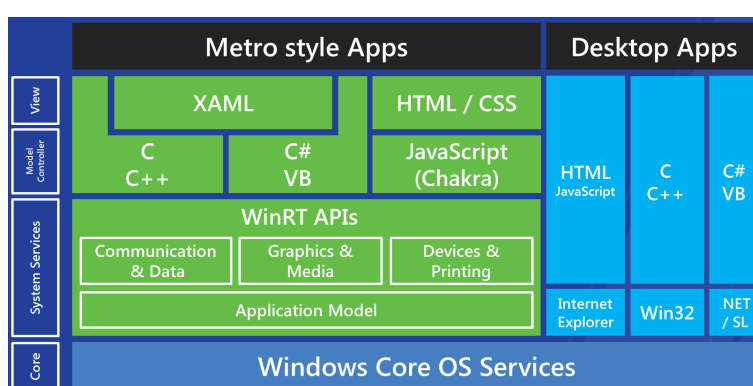 Metro style Apps
Desktop Apps
View
XAML
HTML / CSS
Model
Controller
C
C++
C#
VB
JavaScript
(Chakra)
HTML
JavaScript
C
C++
C#
VB
System Services
WinRT APIs
Communication
& Data
Graphics &
Media
Devices &
Printing
Application Model
Internet
Explorer
Win32
.NET
/ SL
Core
Windows Core OS Services